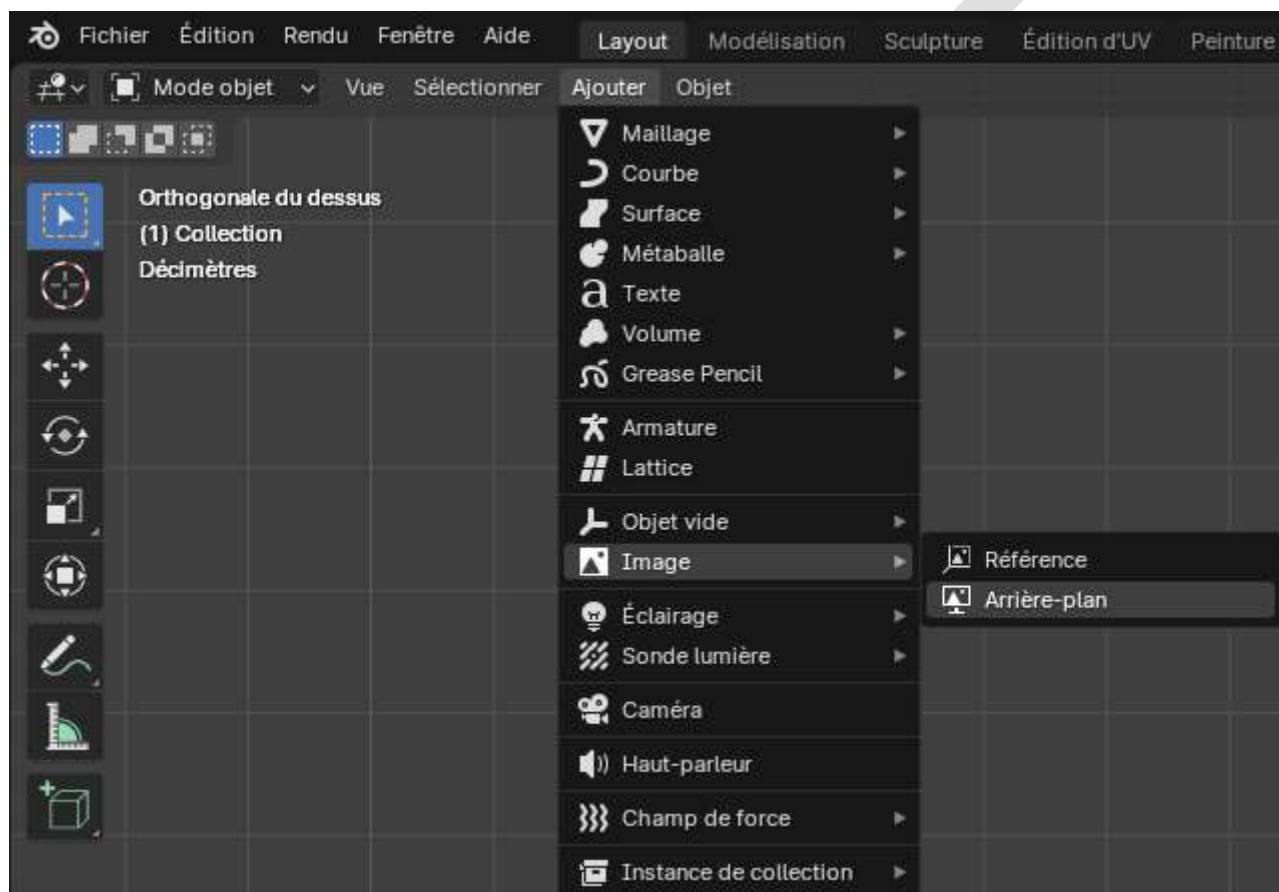 Fichier Édition Rendu Fenêtre Aide Layout Modélisation Sculpture Édition d'UV Peinture
Mode objet Vue Sélectionner Ajouter Objet
Orthogonale du dessus
(1) Collection
Décimètres
Maillage
Courbe
Surface
Métaballe
Texte
Volume
Grease Pencil
Armature
Lattice
Objet vide
Image
Référence
Arrière-plan
Éclairage
Sonde lumière
Caméra
Haut-parleur
Champ de force
Instance de collection